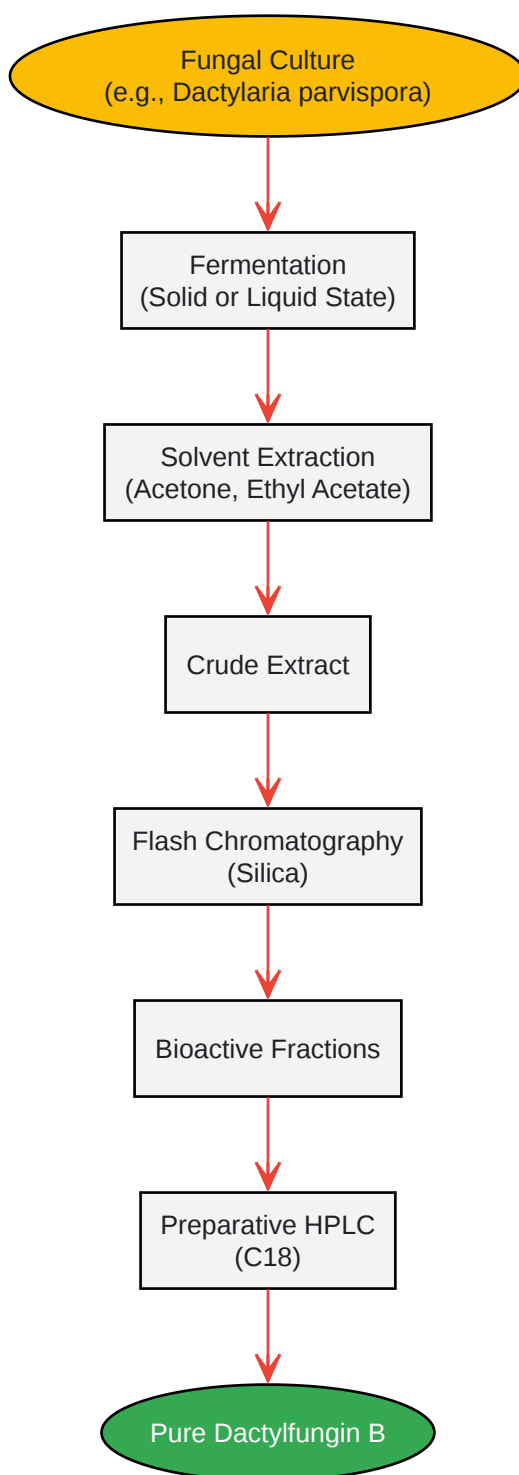 Fungal Culture
(e.g., Dactylaria parvispora)
Fermentation
(Solid or Liquid State)
Solvent Extraction
(Acetone, Ethyl Acetate)
Crude Extract
Flash Chromatography
(Silica)
Bioactive Fractions
Preparative HPLC
(C18)
Pure Dactylfungin B